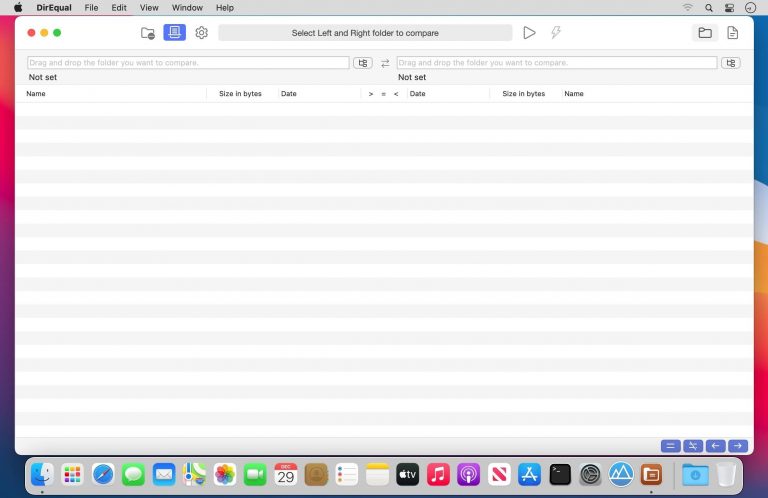 DirEqual File Edit View Window Help
Select Left and Right folder to compare
Drag and drop the folder you want to compare. Drag and drop the folder you want to compare.
Not set Not set
Name Size in bytes Date > = < Date Size in bytes Name
DEC
29
tv